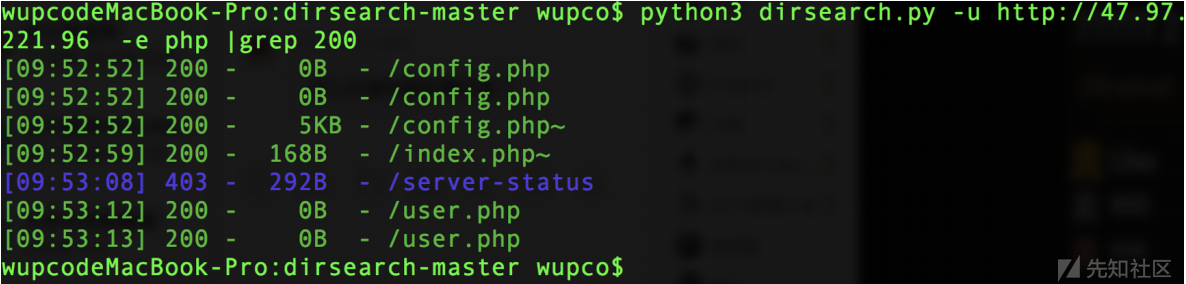 wupcodeMacBook-Pro:dirsearch-master wupco$ python3 dirsearch.py -u http://47.97.
221.96  -e php |grep 200
[09:52:52] 200 -    0B  - /config.php
[09:52:52] 200 -    0B  - /config.php
[09:52:52] 200 -    5KB - /config.php~
[09:52:59] 200 -  168B  - /index.php~
[09:53:08] 403 -  292B  - /server-status
[09:53:12] 200 -    0B  - /user.php
[09:53:13] 200 -    0B  - /user.php
wupcodeMacBook-Pro:dirsearch-master wupco$
先知社区